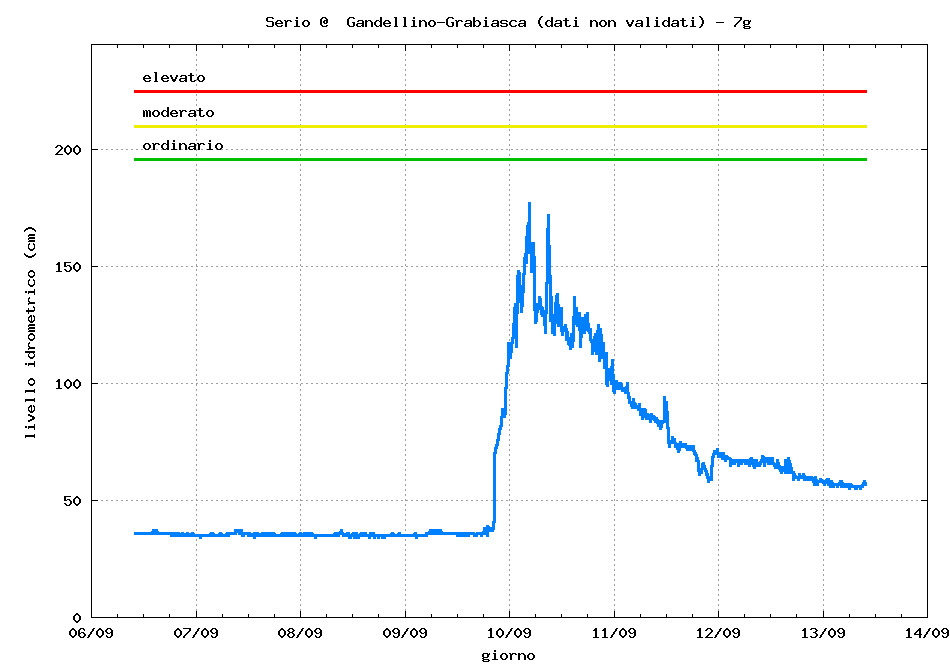 Serio @  Gandellino-Grabiasca (dati non validati) - 7g
elevato
moderato
ordinario
200
150
100
50
0
livello idrometrico (cm)
06/09 07/09 08/09 09/09 10/09 11/09 12/09 13/09 14/09
giorno